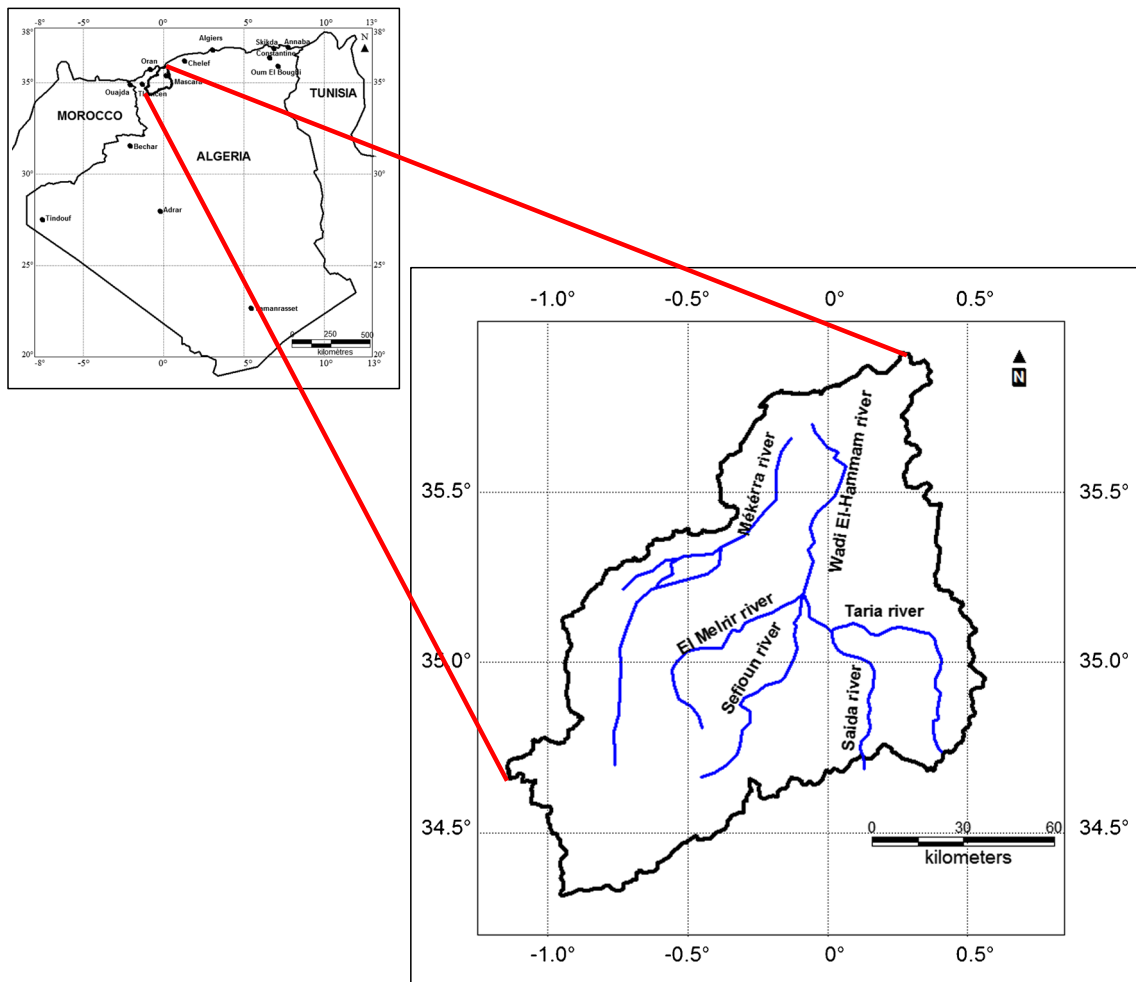 -8° -5° 0° 5° 10° 13°
38° 38°
N
Algiers
Skikda Annaba
Constantine
Chelef
Oran
Oum El Boughi
Mascara
35° 35°
Ouajda
TUNISIA
MOROCCO
Bechar
ALGERIA
30° 30°
Adrar
Tindouf
25° 25°
0 250 500
kilomètres
20° 20°
-8° -5° 0° 5° 10° 13°
-1.0° -0.5° 0° 0.5°
N
Mékérra river
Wadi El-Hammam river
35.5° 35.5°
El Melrir river
Taria river
Sefioun river
Saida river
35.0° 35.0°
34.5° 34.5°
0 30 60
kilometers
-1.0° -0.5° 0° 0.5°